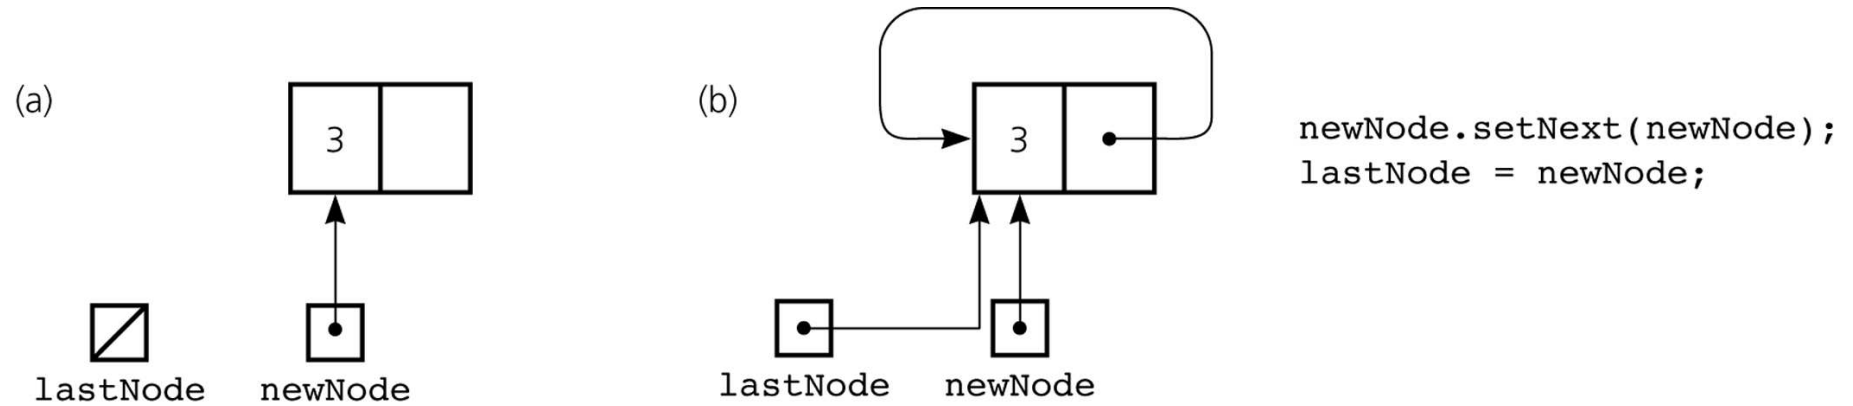 (a)
3
lastNode
newNode
(b)
3
lastNode
newNode
newNode.setNext(newNode);
lastNode = newNode;